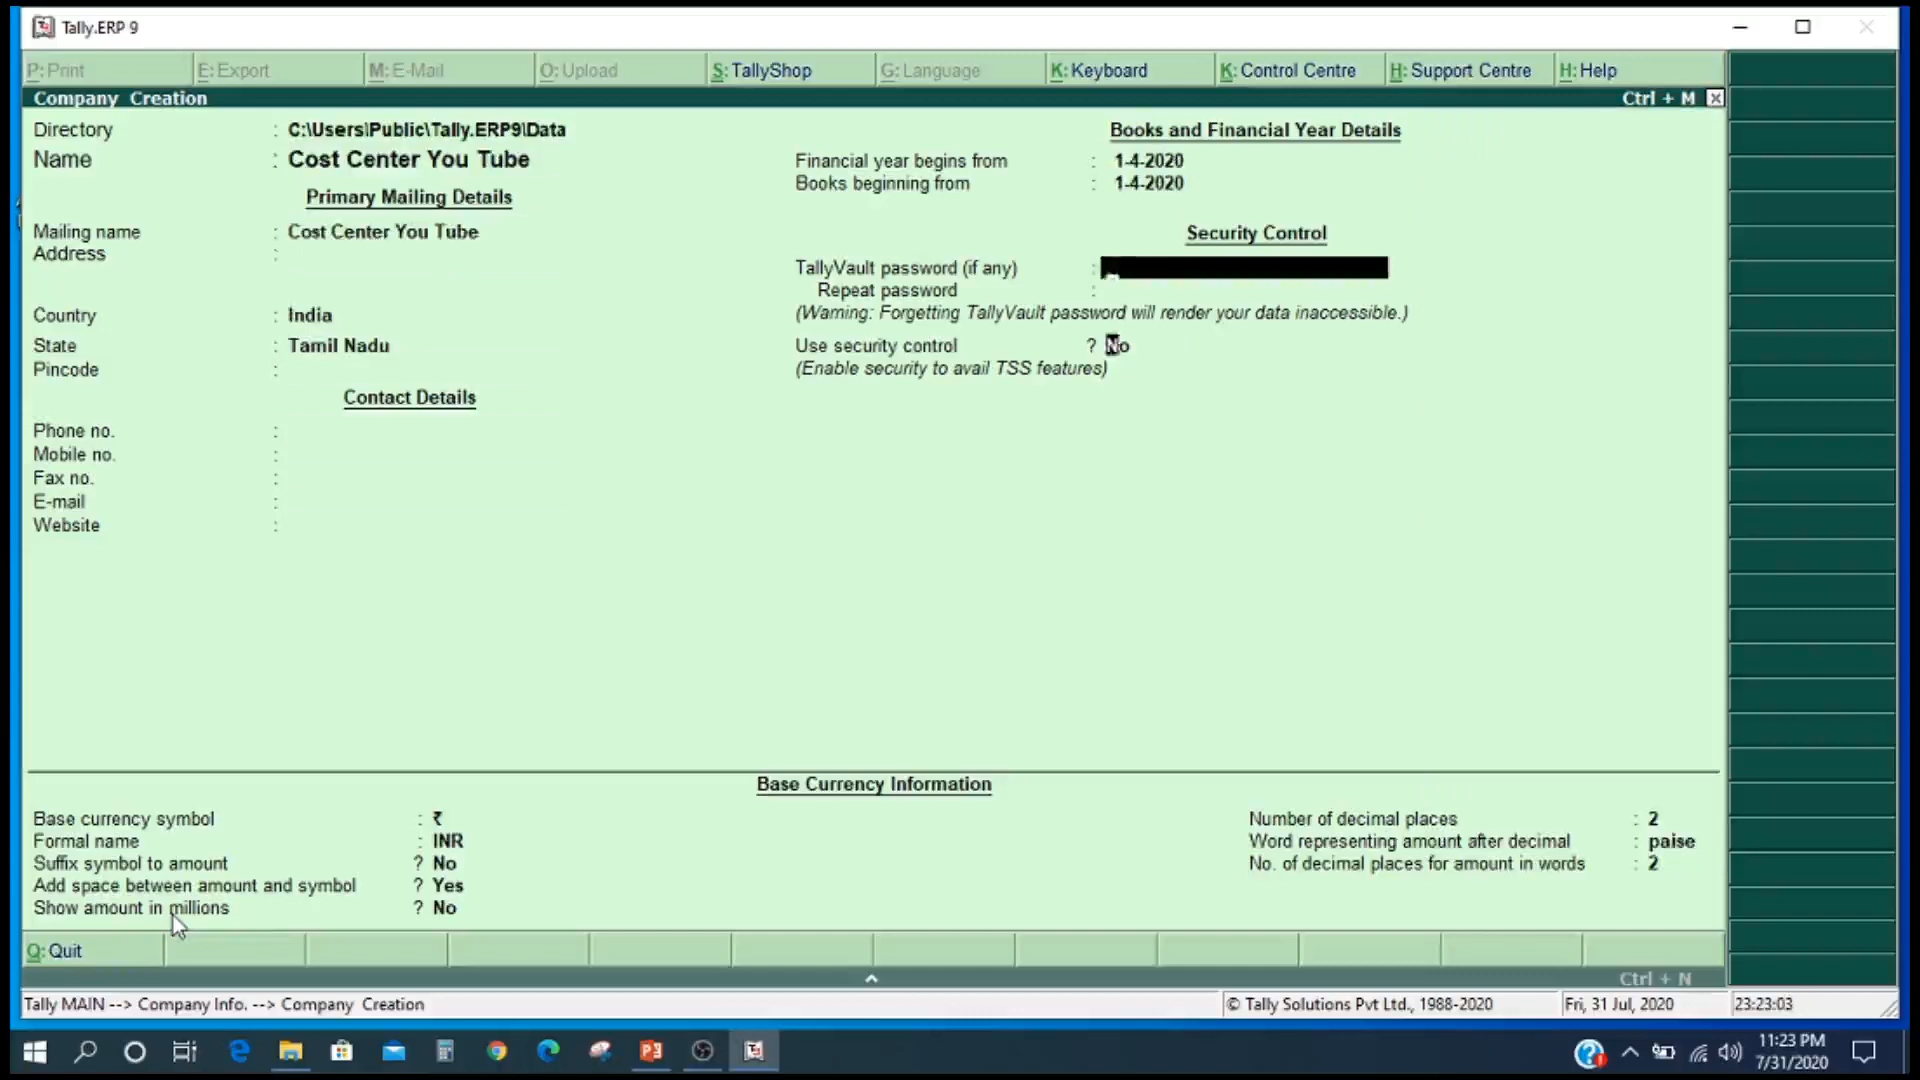 Tally.ERP 9
P: Print E: Export M: E-Mail O: Upload S: TallyShop G: Language K: Keyboard K: Control Centre H: Support Centre H: Help
Company Creation Ctrl + M
Directory : C:\Users\Public\Tally.ERP9\Data
Name : Cost Center You Tube
Primary Mailing Details
Mailing name : Cost Center You Tube
Address :
Country : India
State : Tamil Nadu
Pincode :
Contact Details
Phone no. :
Mobile no. :
Fax no. :
E-mail :
Website :
Books and Financial Year Details
Financial year begins from : 1-4-2020
Books beginning from : 1-4-2020
Security Control
TallyVault password (if any) :
Repeat password :
(Warning: Forgetting TallyVault password will render your data inaccessible.)
Use security control ? No
(Enable security to avail TSS features)
Base Currency Information
Base currency symbol : ₹
Formal name : INR
Suffix symbol to amount ? No
Add space between amount and symbol ? Yes
Show amount in millions ? No
Number of decimal places : 2
Word representing amount after decimal : paise
No. of decimal places for amount in words : 2
Q: Quit
Ctrl + N
Tally MAIN --> Company Info. --> Company Creation © Tally Solutions Pvt Ltd., 1988-2020 Fri, 31 Jul, 2020 23:23:03
11:23 PM
7/31/2020